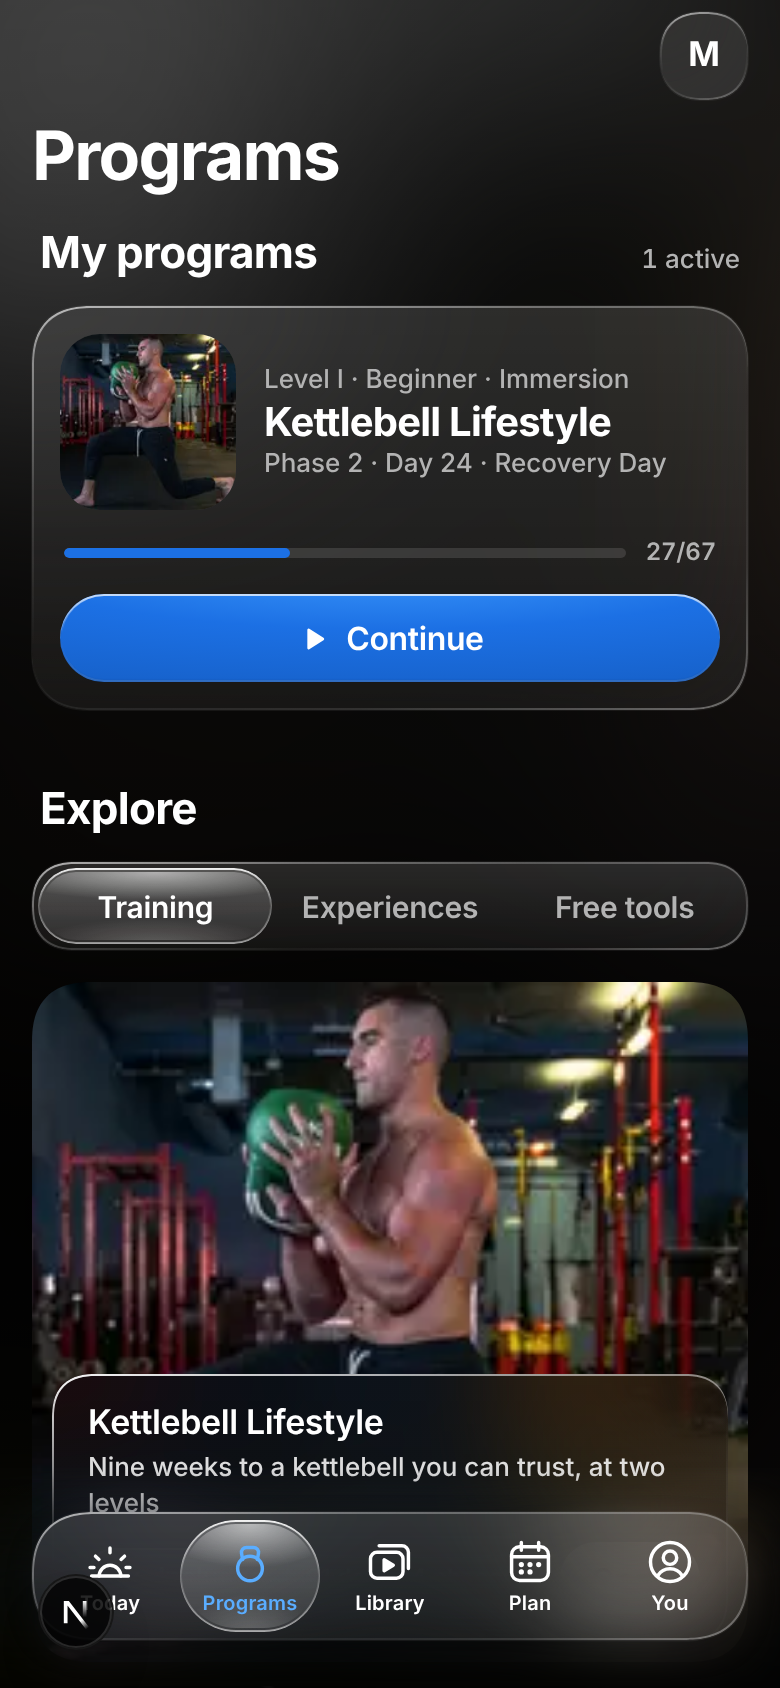 M
Programs
My programs
1 active
Level I · Beginner · Immersion
Kettlebell Lifestyle
Phase 2 · Day 24 · Recovery Day
27/67
Continue
Explore
Training
Experiences
Free tools
Kettlebell Lifestyle
Nine weeks to a kettlebell you can trust, at two
levels
Today
Programs
Library
Plan
You
N